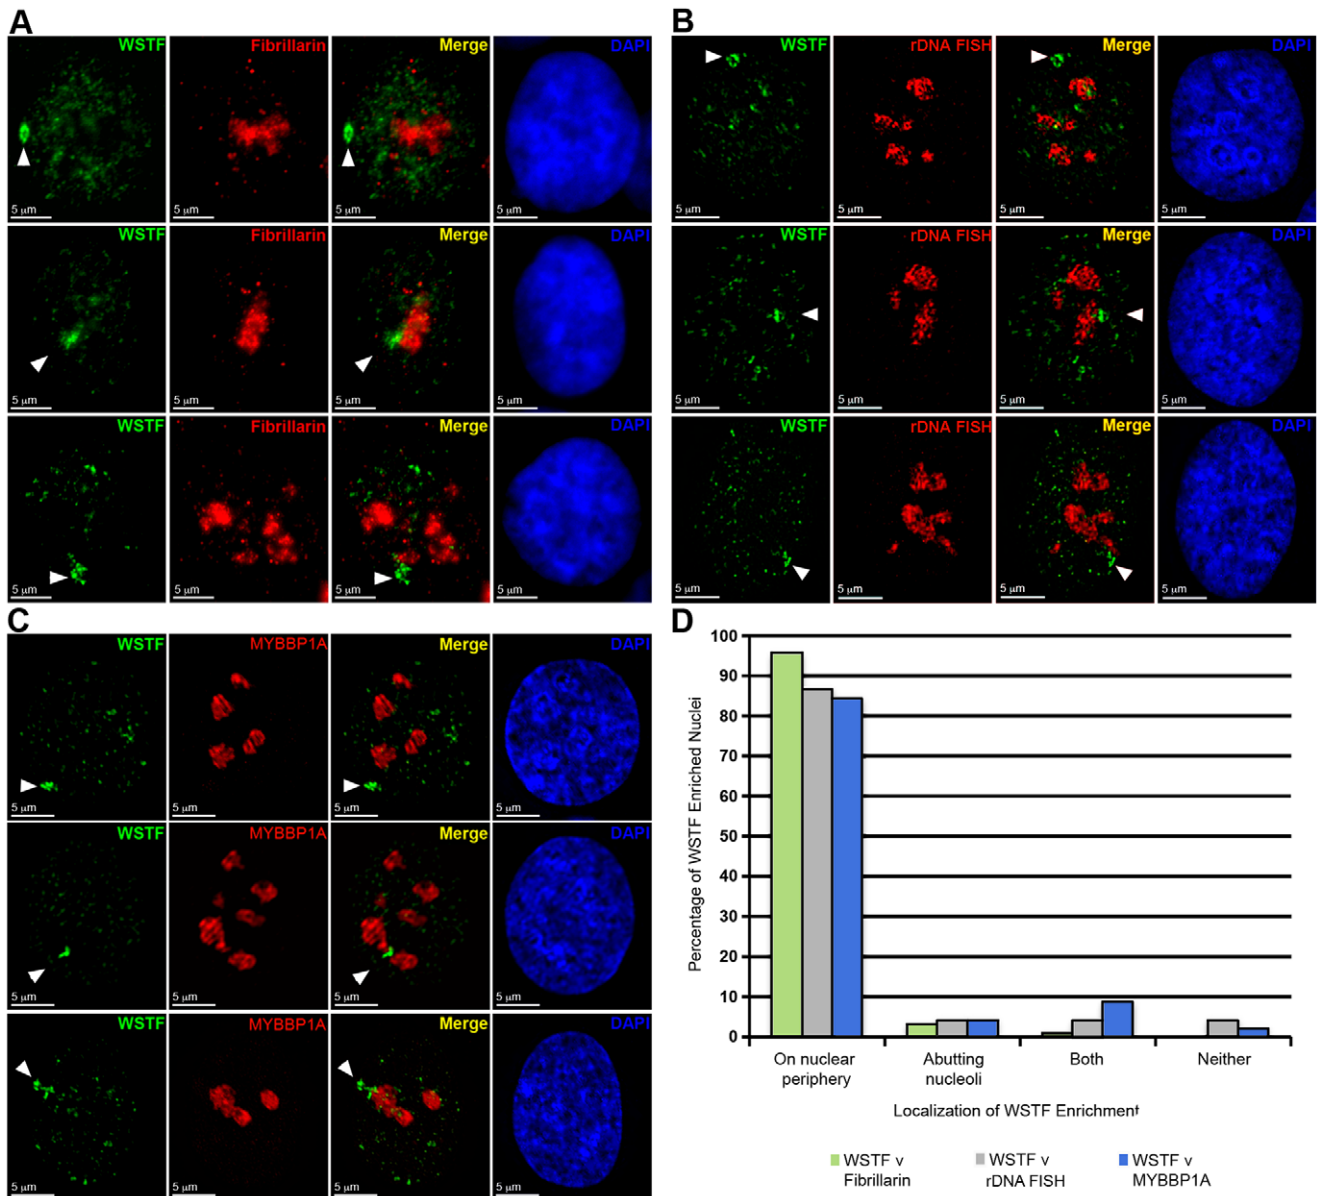 A
WSTF
Fibrillarin
Merge
DAPI
5 µm
5 µm
5 µm
5 µm
WSTF
Fibrillarin
Merge
DAPI
5 µm
5 µm
5 µm
5 µm
WSTF
Fibrillarin
Merge
DAPI
5 µm
5 µm
5 µm
5 µm
B
WSTF
rDNA FISH
Merge
DAPI
5 µm
5 µm
5 µm
5 µm
WSTF
rDNA FISH
Merge
DAPI
5 µm
5 µm
5 µm
5 µm
WSTF
rDNA FISH
Merge
DAPI
5 µm
5 µm
5 µm
5 µm
C
WSTF
MYBBP1A
Merge
DAPI
5 µm
5 µm
5 µm
5 µm
WSTF
MYBBP1A
Merge
DAPI
5 µm
5 µm
5 µm
5 µm
WSTF
MYBBP1A
Merge
DAPI
5 µm
5 µm
5 µm
5 µm
D
Percentage of WSTF Enriched Nuclei
100
90
80
70
60
50
40
30
20
10
0
On nuclear
periphery
Abutting
nucleoli
Both
Neither
Localization of WSTF Enrichment‡
WSTF v
Fibrillarin
WSTF v
rDNA FISH
WSTF v
MYBBP1A